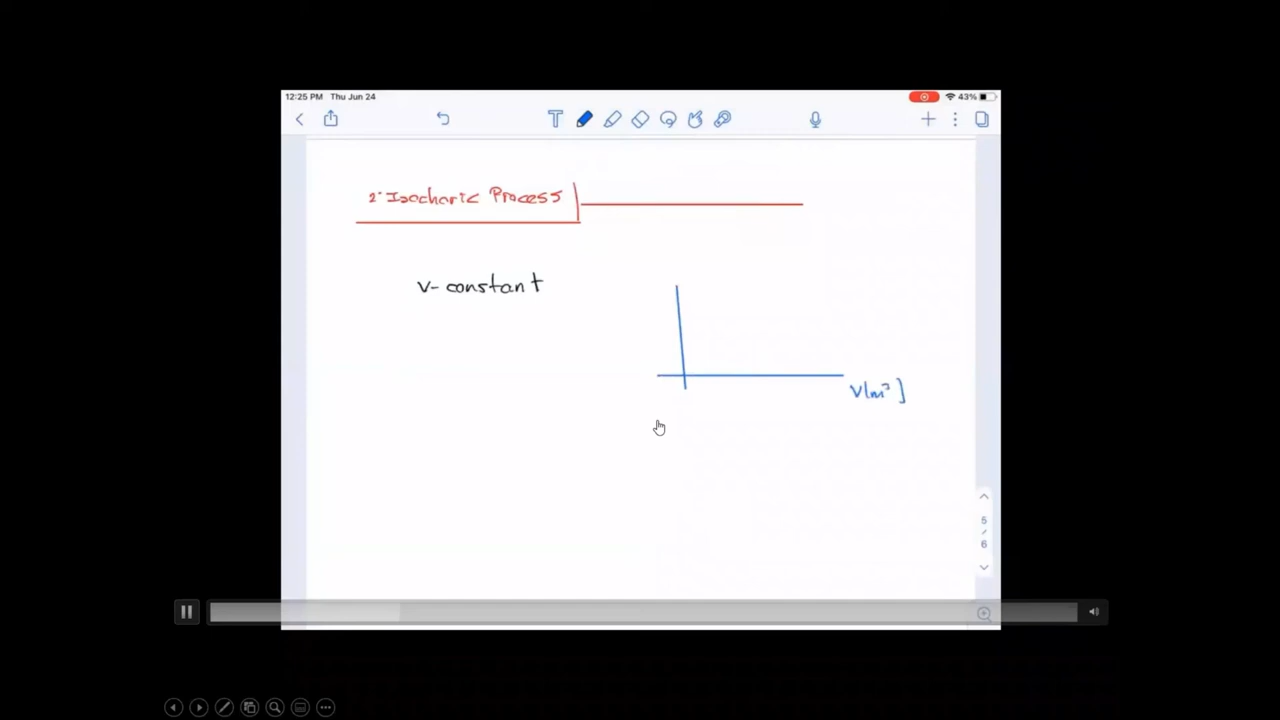 12:25 PM Thu Jun 24
43%
2- Isochoric Process
V- constant
V[m³]
5
/
6